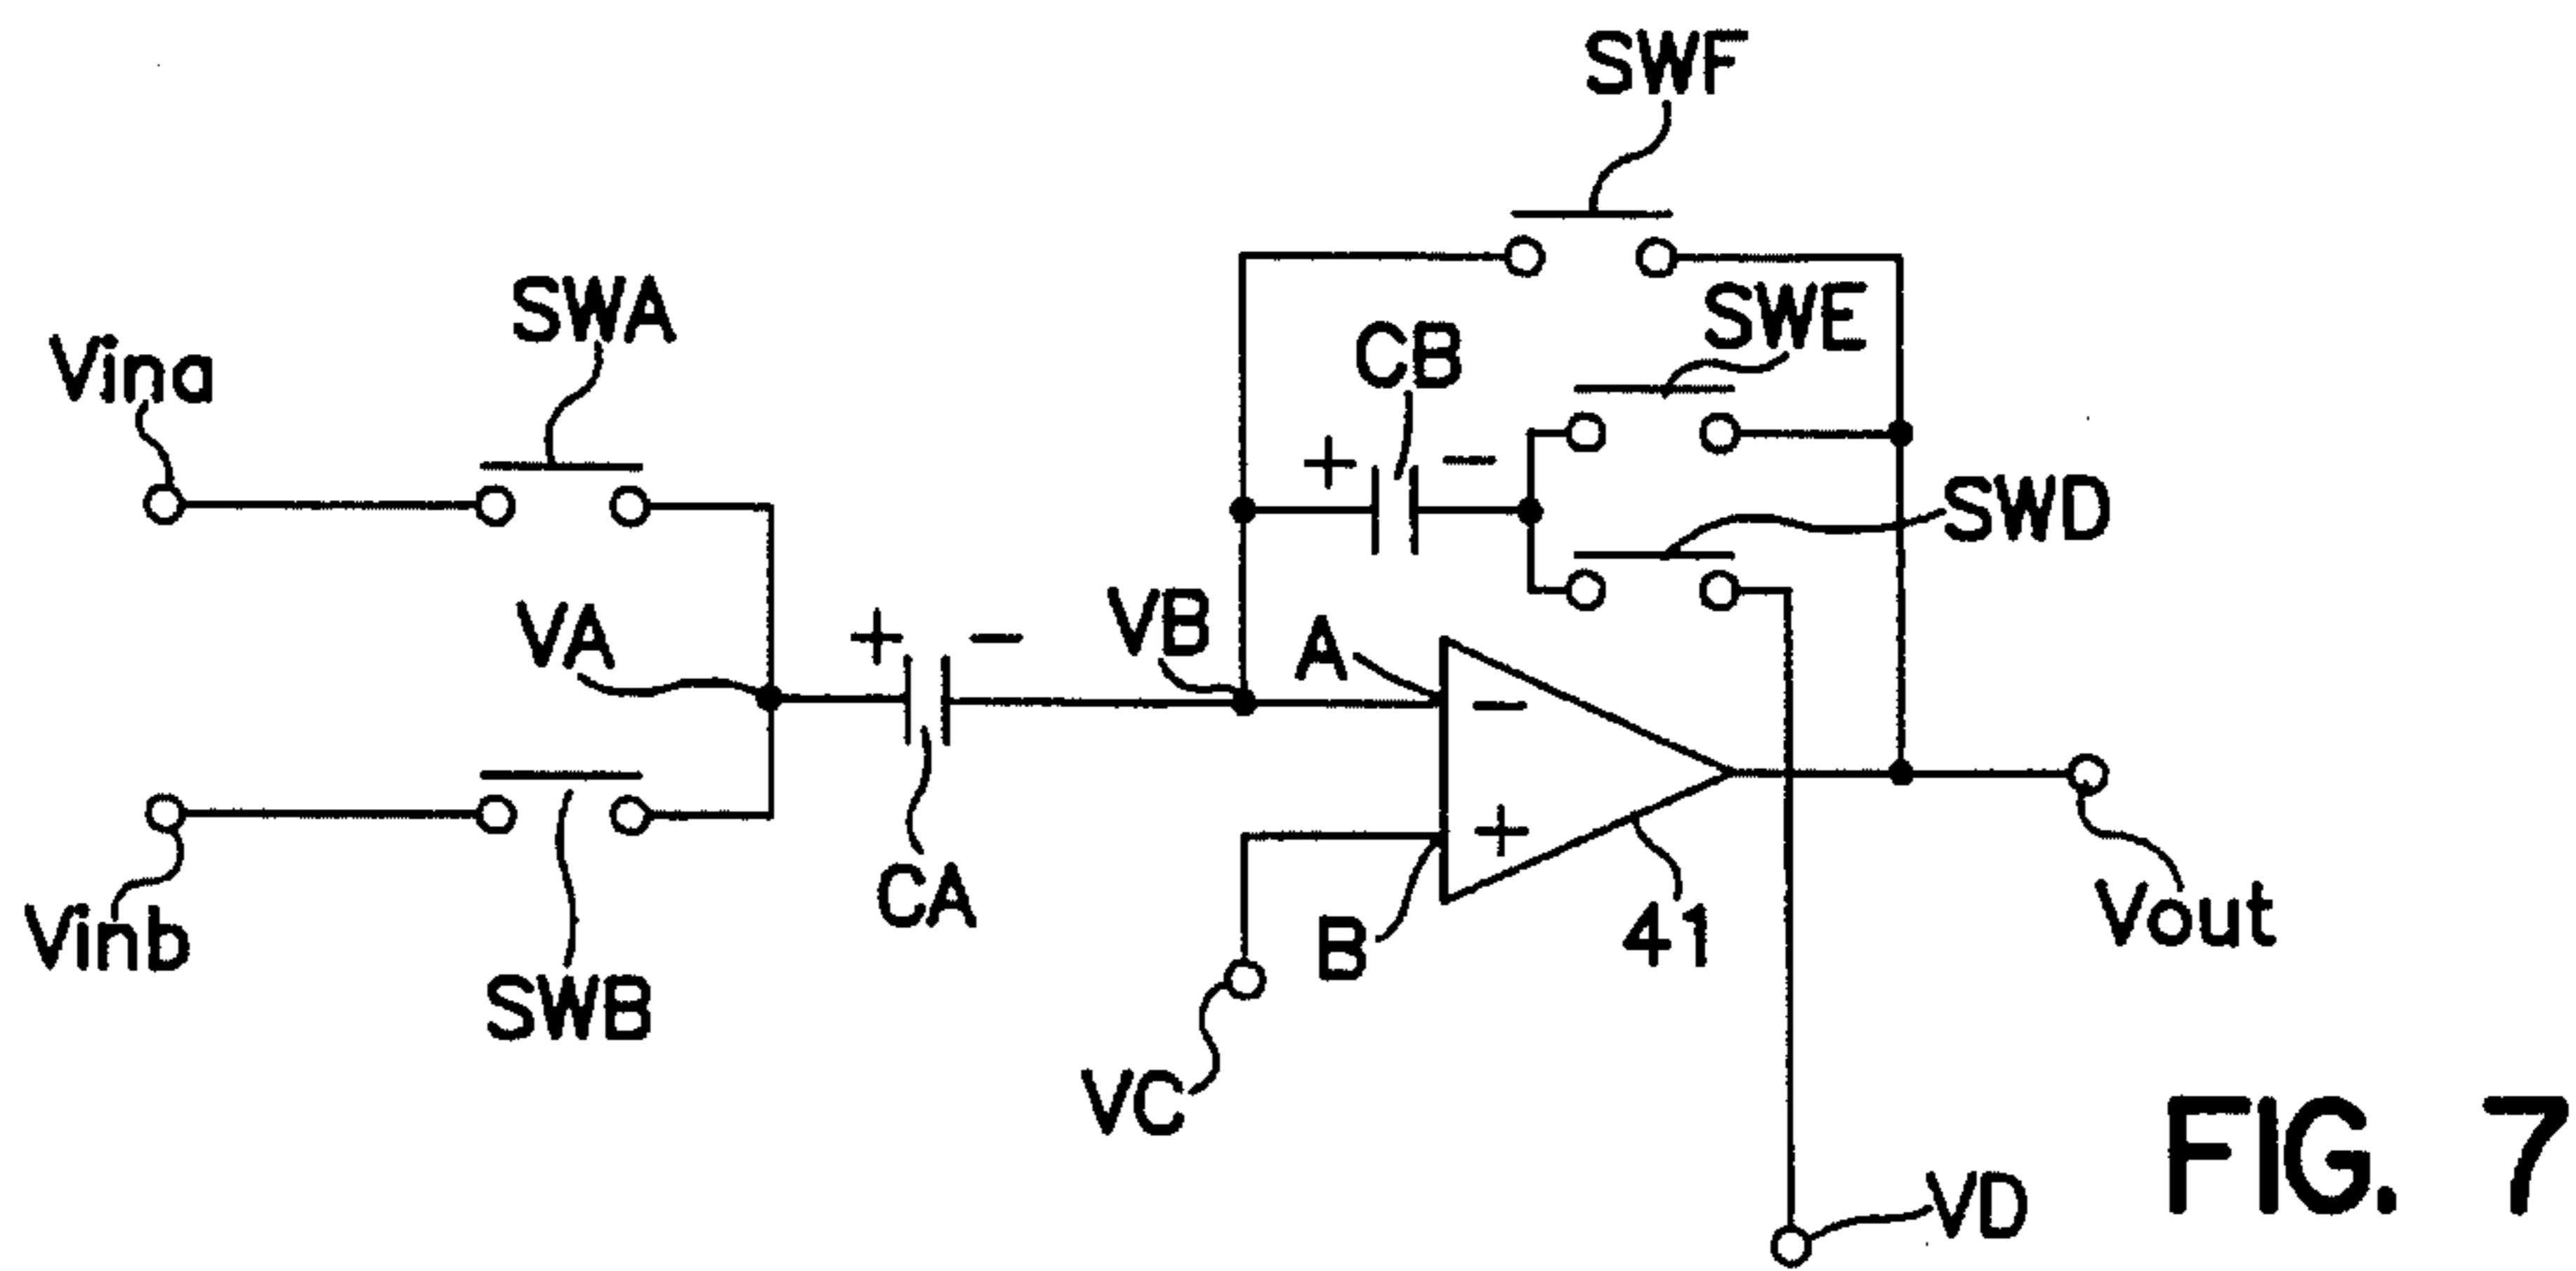 SWF
SWA
SWE
Vina
CB
+ -
SWD
VA
+ -
VB
A
-
+
CA
B
41
Vinb
SWB
Vout
VC
VD
FIG. 7